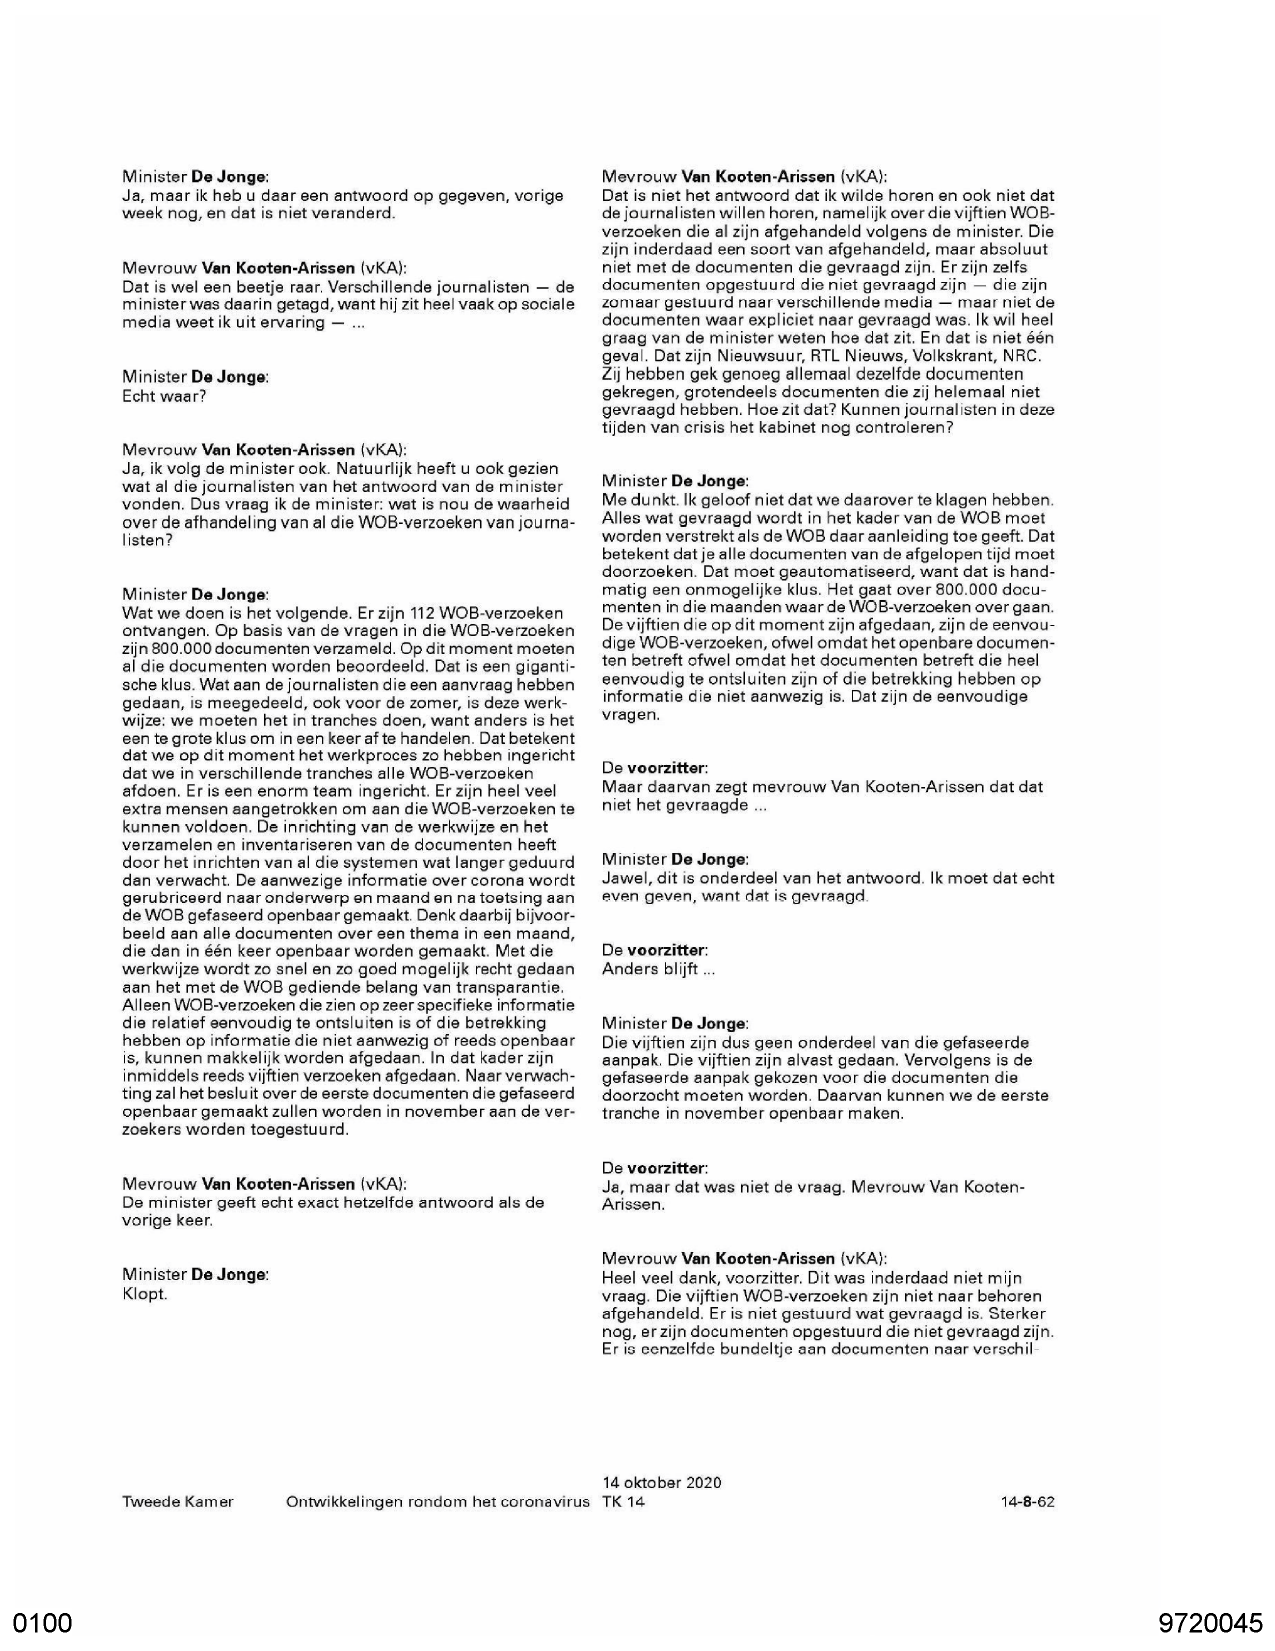 Minister De Jonge:
Ja, maar ik heb u daar een antwoord op gegeven, vorige
week nog, en dat is niet veranderd.
Mevrouw Van Kooten-Arissen (vKA):
Dat is wel een beetje raar. Verschillende journalisten — de
minister was daarin getagd, want hij zit heel vaak op sociale
media weet ik uit ervaring — ...
Minister De Jonge:
Echt waar?
Mevrouw Van Kooten-Arissen (vKA):
Ja, ik volg de minister ook. Natuurlijk heeft u ook gezien
wat al die journalisten van het antwoord van de minister
vonden. Dus vraag ik de minister: wat is nou de waarheid
over de afhandeling van al die WOB-verzoeken van journa-
listen?
Minister De Jonge:
Wat we doen is het volgende. Er zijn 112 WOB-verzoeken
ontvangen. Op basis van de vragen in die WOB-verzoeken
zijn 800.000 documenten verzameld. Op dit moment moeten
al die documenten worden beoordeeld. Dat is een giganti-
sche klus. Wat aan de journalisten die een aanvraag hebben
gedaan, is meegedeeld, ook voor de zomer, is deze werk-
wijze: we moeten het in tranches doen, want anders is het
een te grote klus om in een keer af te handelen. Dat betekent
dat we op dit moment het werkproces zo hebben ingericht
dat we in verschillende tranches alle WOB-verzoeken
afdoen. Er is een enorm team ingericht. Er zijn heel veel
extra mensen aangetrokken om aan die WOB-verzoeken te
kunnen voldoen. De inrichting van de werkwijze en het
verzamelen en inventariseren van de documenten heeft
door het inrichten van al die systemen wat langer geduurd
dan verwacht. De aanwezige informatie over corona wordt
gerubriceerd naar onderwerp en maand en na toetsing aan
de WOB gefaseerd openbaar gemaakt. Denk daarbij bijvoor-
beeld aan alle documenten over een thema in een maand,
die dan in één keer openbaar worden gemaakt. Met die
werkwijze wordt zo snel en zo goed mogelijk recht gedaan
aan het met de WOB gediende belang van transparantie.
Alleen WOB-verzoeken die zien op zeer specifieke informatie
die relatief eenvoudig te ontsluiten is of die betrekking
hebben op informatie die niet aanwezig of reeds openbaar
is, kunnen makkelijk worden afgedaan. In dat kader zijn
inmiddels reeds vijftien verzoeken afgedaan. Naar verwach-
ting zal het besluit over de eerste documenten die gefaseerd
openbaar gemaakt zullen worden in november aan de ver-
zoekers worden toegestuurd.
Mevrouw Van Kooten-Arissen (vKA):
De minister geeft echt exact hetzelfde antwoord als de
vorige keer.
Minister De Jonge:
Klopt.
Mevrouw Van Kooten-Arissen (vKA):
Dat is niet het antwoord dat ik wilde horen en ook niet dat
de journalisten willen horen, namelijk over die vijftien WOB-
verzoeken die al zijn afgehandeld volgens de minister. Die
zijn inderdaad een soort van afgehandeld, maar absoluut
niet met de documenten die gevraagd zijn. Er zijn zelfs
documenten opgestuurd die niet gevraagd zijn — die zijn
zomaar gestuurd naar verschillende media — maar niet de
documenten waar expliciet naar gevraagd was. Ik wil heel
graag van de minister weten hoe dat zit. En dat is niet één
geval. Dat zijn Nieuwsuur, RTL Nieuws, Volkskrant, NRC.
Zij hebben gek genoeg allemaal dezelfde documenten
gekregen, grotendeels documenten die zij helemaal niet
gevraagd hebben. Hoe zit dat? Kunnen journalisten in deze
tijden van crisis het kabinet nog controleren?
Minister De Jonge:
Me dunkt. Ik geloof niet dat we daarover te klagen hebben.
Alles wat gevraagd wordt in het kader van de WOB moet
worden verstrekt als de WOB daar aanleiding toe geeft. Dat
betekent dat je alle documenten van de afgelopen tijd moet
doorzoeken. Dat moet geautomatiseerd, want dat is hand-
matig een onmogelijke klus. Het gaat over 800.000 docu-
menten in die maanden waar de WOB-verzoeken over gaan.
De vijftien die op dit moment zijn afgedaan, zijn de eenvou-
dige WOB-verzoeken, ofwel omdat het openbare documen-
ten betreft ofwel omdat het documenten betreft die heel
eenvoudig te ontsluiten zijn of die betrekking hebben op
informatie die niet aanwezig is. Dat zijn de eenvoudige
vragen.
De voorzitter:
Maar daarvan zegt mevrouw Van Kooten-Arissen dat dat
niet het gevraagde ...
Minister De Jonge:
Jawel, dit is onderdeel van het antwoord. Ik moet dat echt
even geven, want dat is gevraagd.
De voorzitter:
Anders blijft ...
Minister De Jonge:
Die vijftien zijn dus geen onderdeel van die gefaseerde
aanpak. Die vijftien zijn alvast gedaan. Vervolgens is de
gefaseerde aanpak gekozen voor die documenten die
doorzocht moeten worden. Daarvan kunnen we de eerste
tranche in november openbaar maken.
De voorzitter:
Ja, maar dat was niet de vraag. Mevrouw Van Kooten-
Arissen.
Mevrouw Van Kooten-Arissen (vKA):
Heel veel dank, voorzitter. Dit was inderdaad niet mijn
vraag. Die vijftien WOB-verzoeken zijn niet naar behoren
afgehandeld. Er is niet gestuurd wat gevraagd is. Sterker
nog, er zijn documenten opgestuurd die niet gevraagd zijn.
Er is eenzelfde bundeltje aan documenten naar verschil-
14 oktober 2020
Tweede Kamer Ontwikkelingen rondom het coronavirus TK 14 14-8-62
0100 9720045